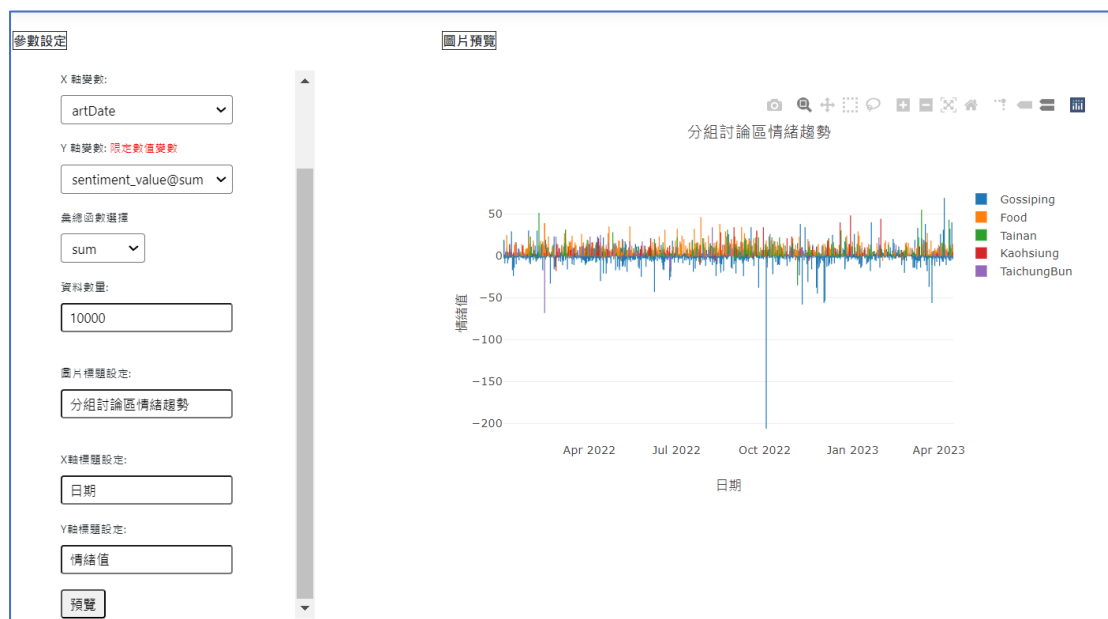 參數設定
X 軸變數:
artDate
Y 軸變數: 限定數值變數
sentiment_value@sum
彙總函數選擇
sum
資料數量:
10000
圖片標題設定:
分組討論區情緒趨勢
X軸標題設定:
日期
Y軸標題設定:
情緒值
預覽
圖片預覽
分組討論區情緒趨勢
50
0
−50
−100
−150
−200
情緒值
Apr 2022
Jul 2022
Oct 2022
Jan 2023
Apr 2023
日期
Gossiping
Food
Tainan
Kaohsiung
TaichungBun